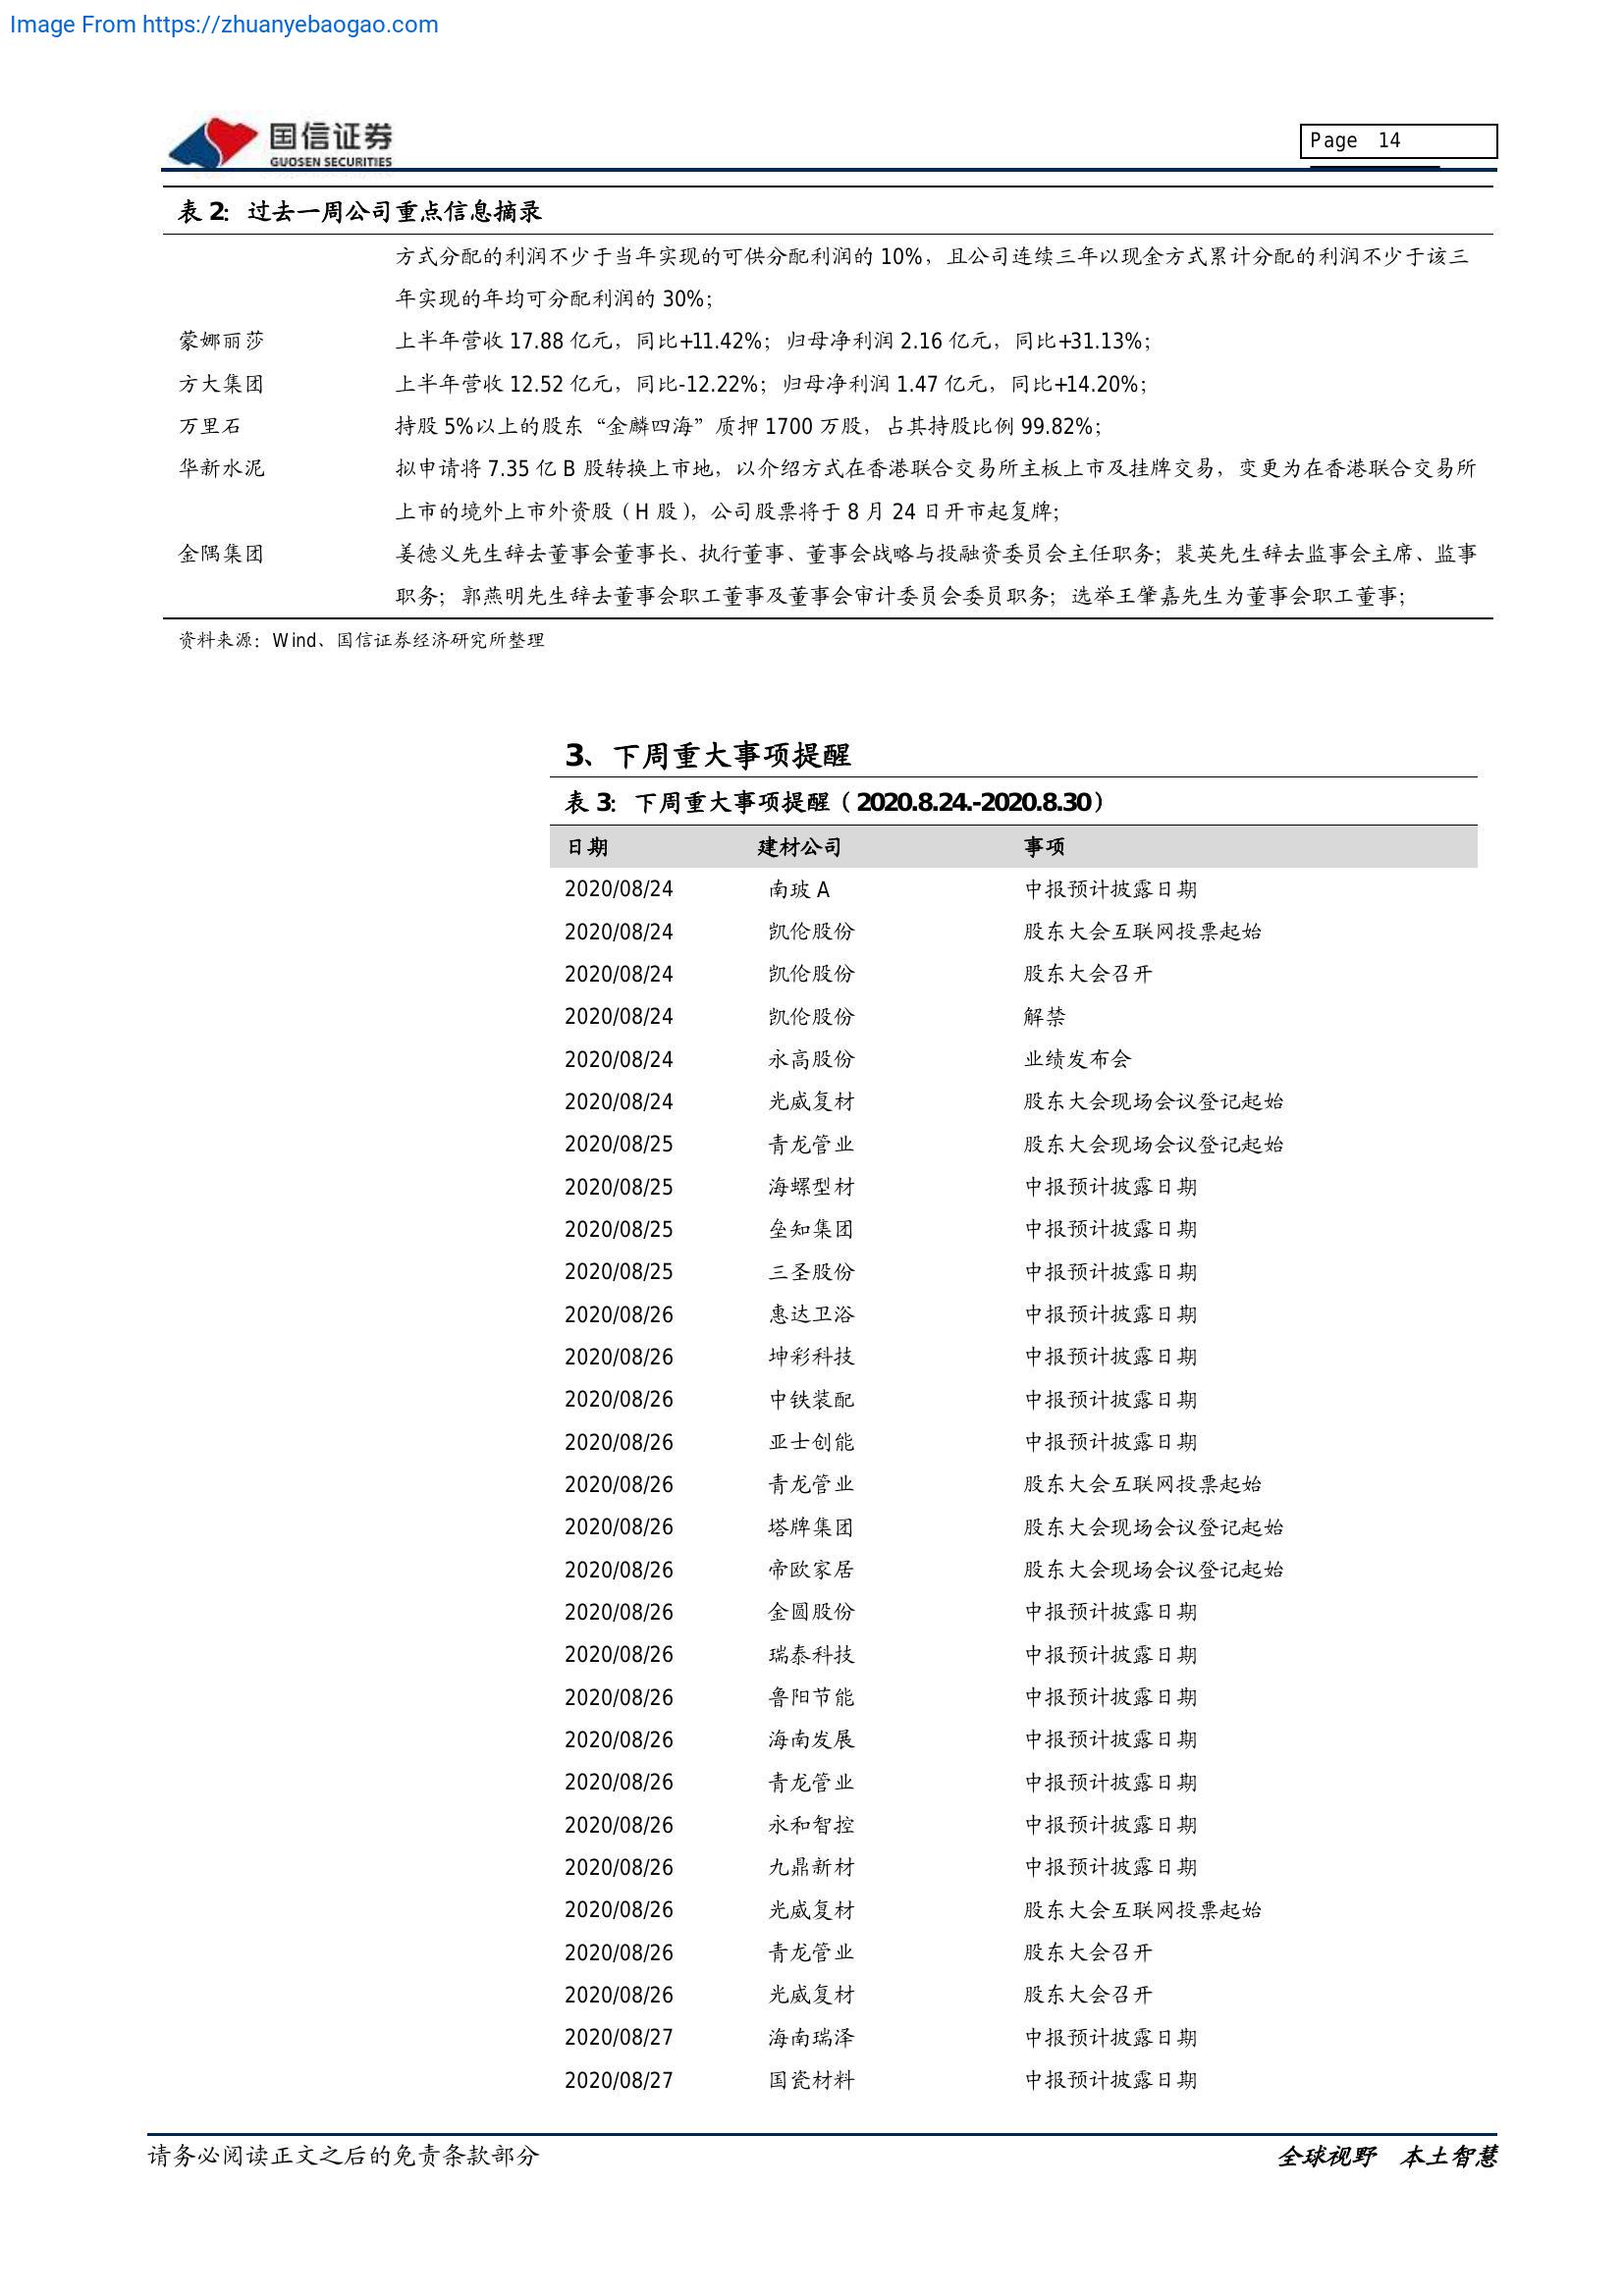 Image From https://zhuanyebaogao.com
国信证券
GUOSEN SECURITIES
Page 14
表 2：过去一周公司重点信息摘录
方式分配的利润不少于当年实现的可供分配利润的 10%，且公司连续三年以现金方式累计分配的利润不少于该三
年实现的年均可分配利润的 30%；
蒙娜丽莎 上半年营收 17.88 亿元，同比+11.42%；归母净利润 2.16 亿元，同比+31.13%；
方大集团 上半年营收 12.52 亿元，同比-12.22%；归母净利润 1.47 亿元，同比+14.20%；
万里石 持股 5%以上的股东“金麟四海”质押 1700 万股，占其持股比例 99.82%；
华新水泥 拟申请将 7.35 亿 B 股转换上市地，以介绍方式在香港联合交易所主板上市及挂牌交易，变更为在香港联合交易所
上市的境外上市外资股（H 股），公司股票将于 8 月 24 日开市起复牌；
金隅集团 姜德义先生辞去董事会董事长、执行董事、董事会战略与投融资委员会主任职务；裴英先生辞去监事会主席、监事
职务；郭燕明先生辞去董事会职工董事及董事会审计委员会委员职务；选举王肇嘉先生为董事会职工董事；
资料来源：Wind、国信证券经济研究所整理
3、下周重大事项提醒
表 3：下周重大事项提醒（2020.8.24.-2020.8.30）
日期 建材公司 事项
2020/08/24 南玻 A 中报预计披露日期
2020/08/24 凯伦股份 股东大会互联网投票起始
2020/08/24 凯伦股份 股东大会召开
2020/08/24 凯伦股份 解禁
2020/08/24 永高股份 业绩发布会
2020/08/24 光威复材 股东大会现场会议登记起始
2020/08/25 青龙管业 股东大会现场会议登记起始
2020/08/25 海螺型材 中报预计披露日期
2020/08/25 垒知集团 中报预计披露日期
2020/08/25 三圣股份 中报预计披露日期
2020/08/26 惠达卫浴 中报预计披露日期
2020/08/26 坤彩科技 中报预计披露日期
2020/08/26 中铁装配 中报预计披露日期
2020/08/26 亚士创能 中报预计披露日期
2020/08/26 青龙管业 股东大会互联网投票起始
2020/08/26 塔牌集团 股东大会现场会议登记起始
2020/08/26 帝欧家居 股东大会现场会议登记起始
2020/08/26 金圆股份 中报预计披露日期
2020/08/26 瑞泰科技 中报预计披露日期
2020/08/26 鲁阳节能 中报预计披露日期
2020/08/26 海南发展 中报预计披露日期
2020/08/26 青龙管业 中报预计披露日期
2020/08/26 永和智控 中报预计披露日期
2020/08/26 九鼎新材 中报预计披露日期
2020/08/26 光威复材 股东大会互联网投票起始
2020/08/26 青龙管业 股东大会召开
2020/08/26 光威复材 股东大会召开
2020/08/27 海南瑞泽 中报预计披露日期
2020/08/27 国瓷材料 中报预计披露日期
请务必阅读正文之后的免责条款部分
全球视野 本土智慧